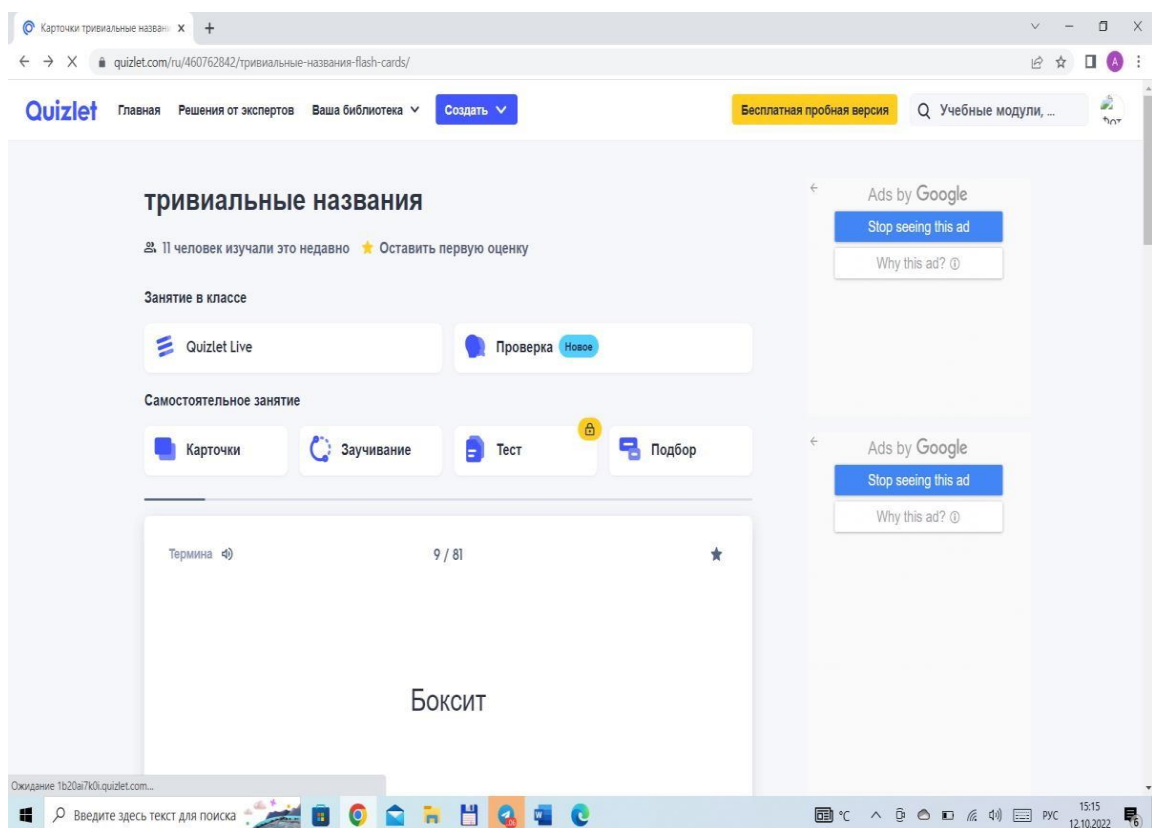 Карточки тривиальные назван
quizlet.com/ru/460762842/тривиальные-названия-flash-cards/
A
Quizlet Главная Решения от экспертов Ваша библиотека Создать Бесплатная пробная версия Учебные модули, ...
тривиальные названия
11 человек изучали это недавно Оставить первую оценку
Занятие в классе
Quizlet Live Проверка Новое
Самостоятельное занятие
Карточки Заучивание Тест Подбор
Термина 9 / 81
Боксит
Ads by Google
Stop seeing this ad
Why this ad?
Ads by Google
Stop seeing this ad
Why this ad?
Ожидание 1b20ai7k0i.quizlet.com...
Введите здесь текст для поиска °C РУС 15:15
12.10.2022 6